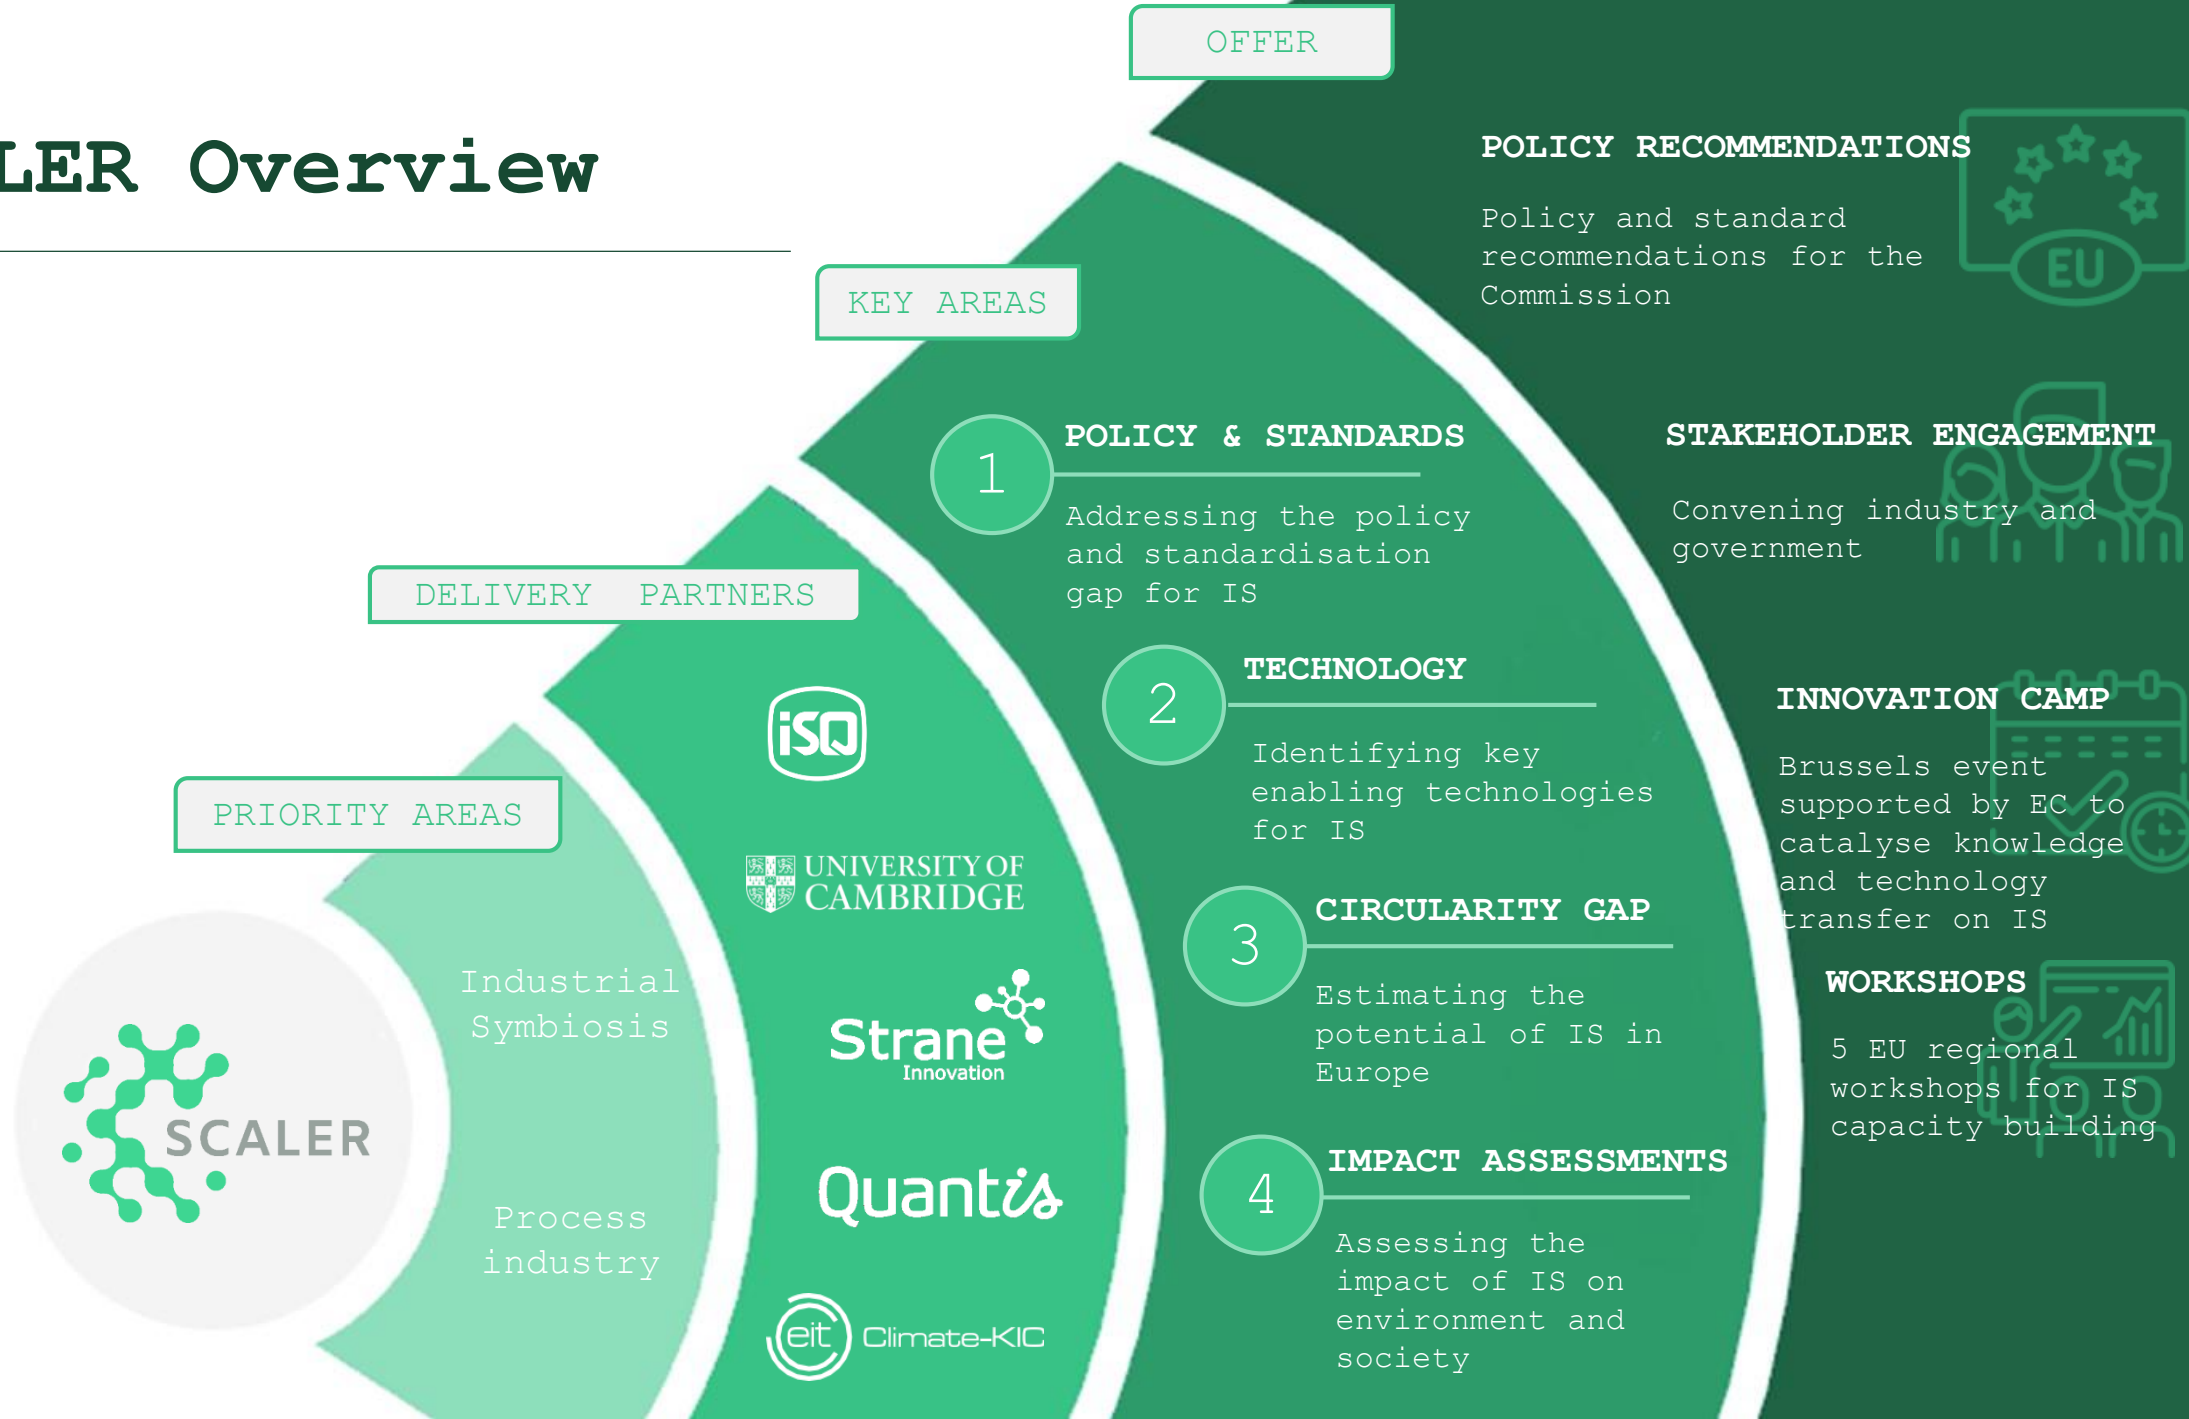 LER Overview
OFFER
KEY AREAS
DELIVERY PARTNERS
PRIORITY AREAS
SCALER
Industrial
Symbiosis
Process
industry
iSQ
UNIVERSITY OF
CAMBRIDGE
Strane
Innovation
Quantis
eit Climate-KIC
1
POLICY & STANDARDS
Addressing the policy
and standardisation
gap for IS
2
TECHNOLOGY
Identifying key
enabling technologies
for IS
3
CIRCULARITY GAP
Estimating the
potential of IS in
Europe
4
IMPACT ASSESSMENTS
Assessing the
impact of IS on
environment and
society
POLICY RECOMMENDATIONS
Policy and standard
recommendations for the
Commission
EU
STAKEHOLDER ENGAGEMENT
Convening industry and
government
INNOVATION CAMP
Brussels event
supported by EC to
catalyse knowledge
and technology
transfer on IS
WORKSHOPS
5 EU regional
workshops for IS
capacity building